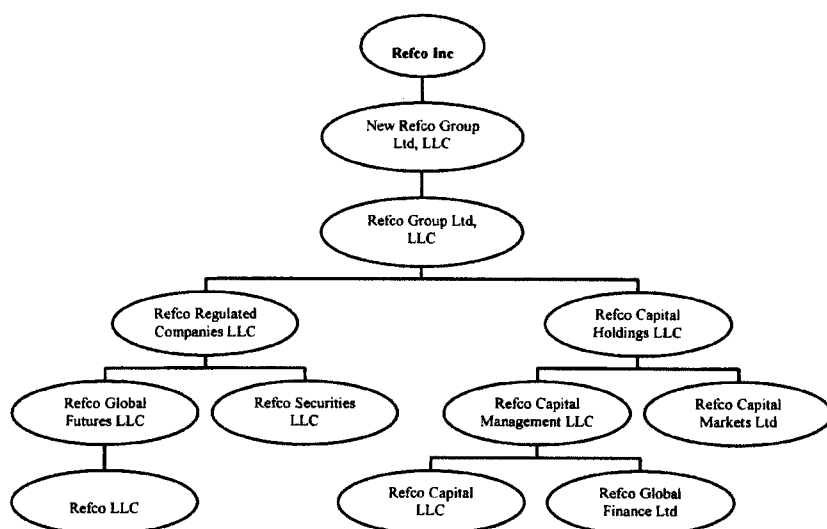 Refco Inc
New Refco Group
Ltd, LLC
Refco Group Ltd,
LLC
Refco Regulated
Companies LLC
Refco Capital
Holdings LLC
Refco Global
Futures LLC
Refco Securities
LLC
Refco Capital
Management LLC
Refco Capital
Markets Ltd
Refco LLC
Refco Capital
LLC
Refco Global
Finance Ltd